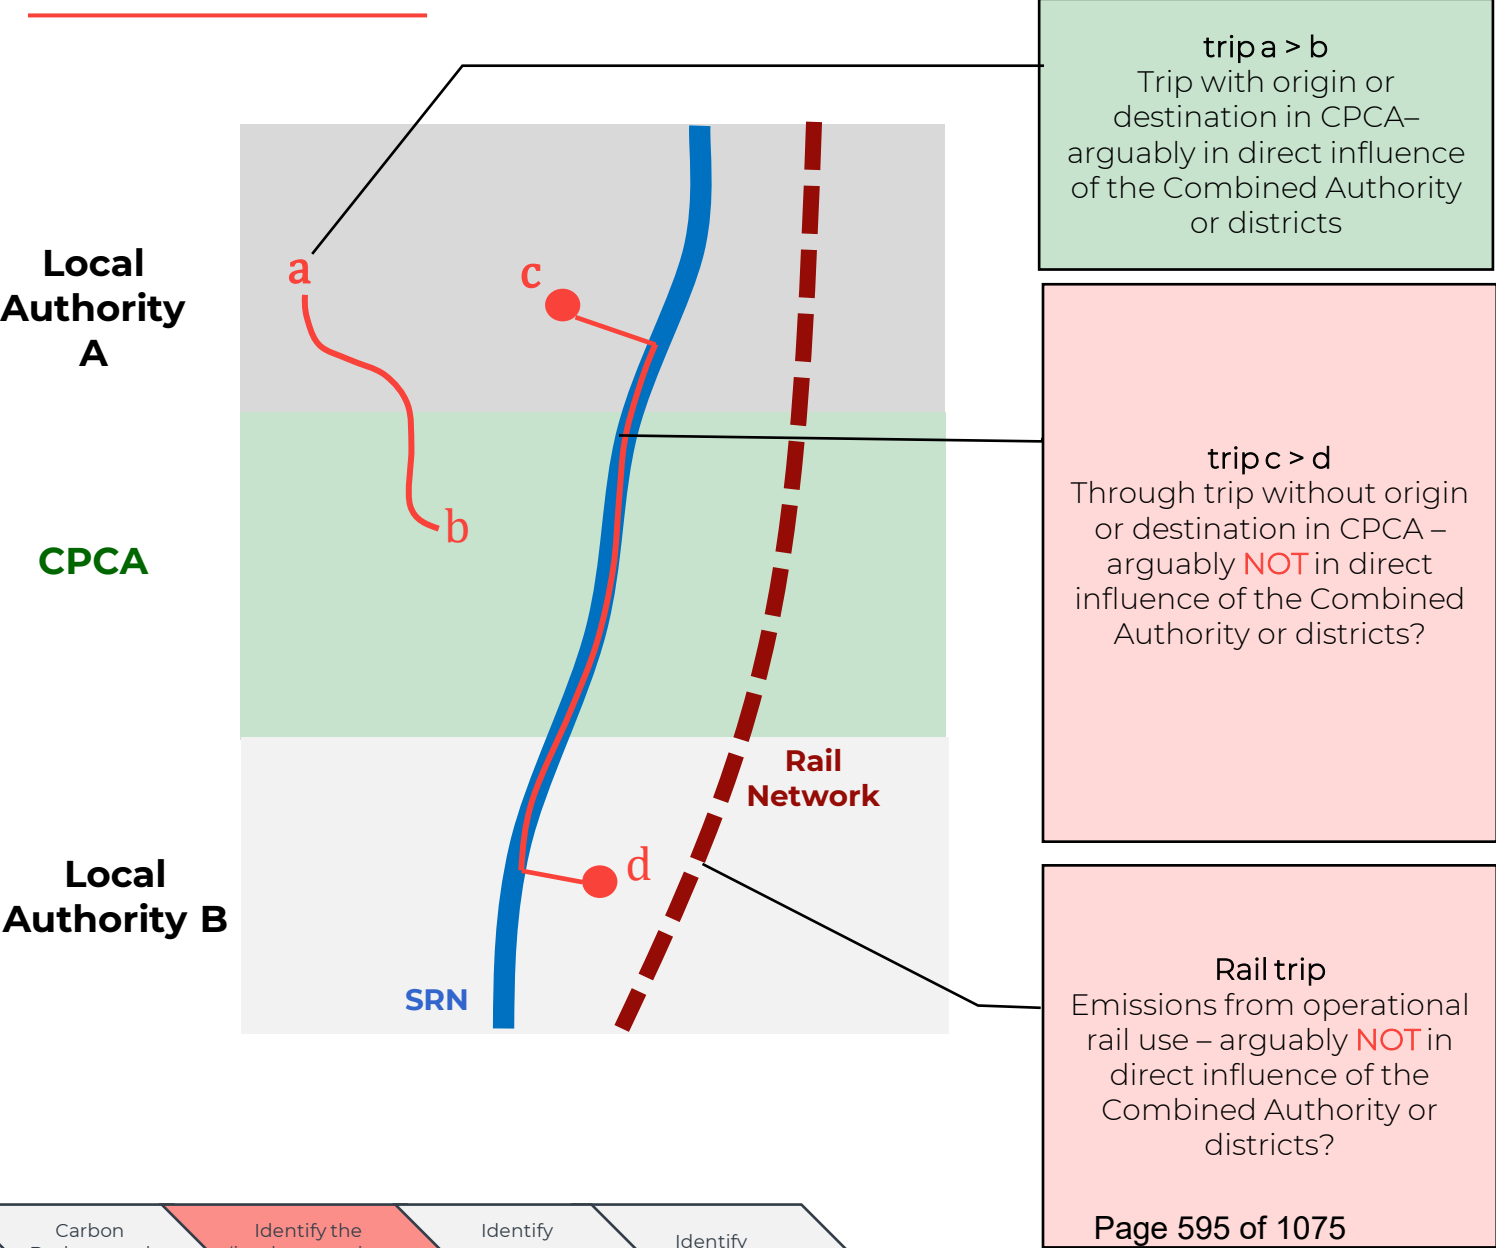 trip a > b
Trip with origin or
destination in CPCA–
arguably in direct influence
of the Combined Authority
or districts
Local
Authority
A
a
c
trip c > d
Through trip without origin
or destination in CPCA –
arguably NOT in direct
influence of the Combined
Authority or districts?
b
CPCA
Rail
Network
Local
Authority B
d
SRN
Rail trip
Emissions from operational
rail use – arguably NOT in
direct influence of the
Combined Authority or
districts?
Carbon
Identify the
Identify
Identify
Page 595 of 1075